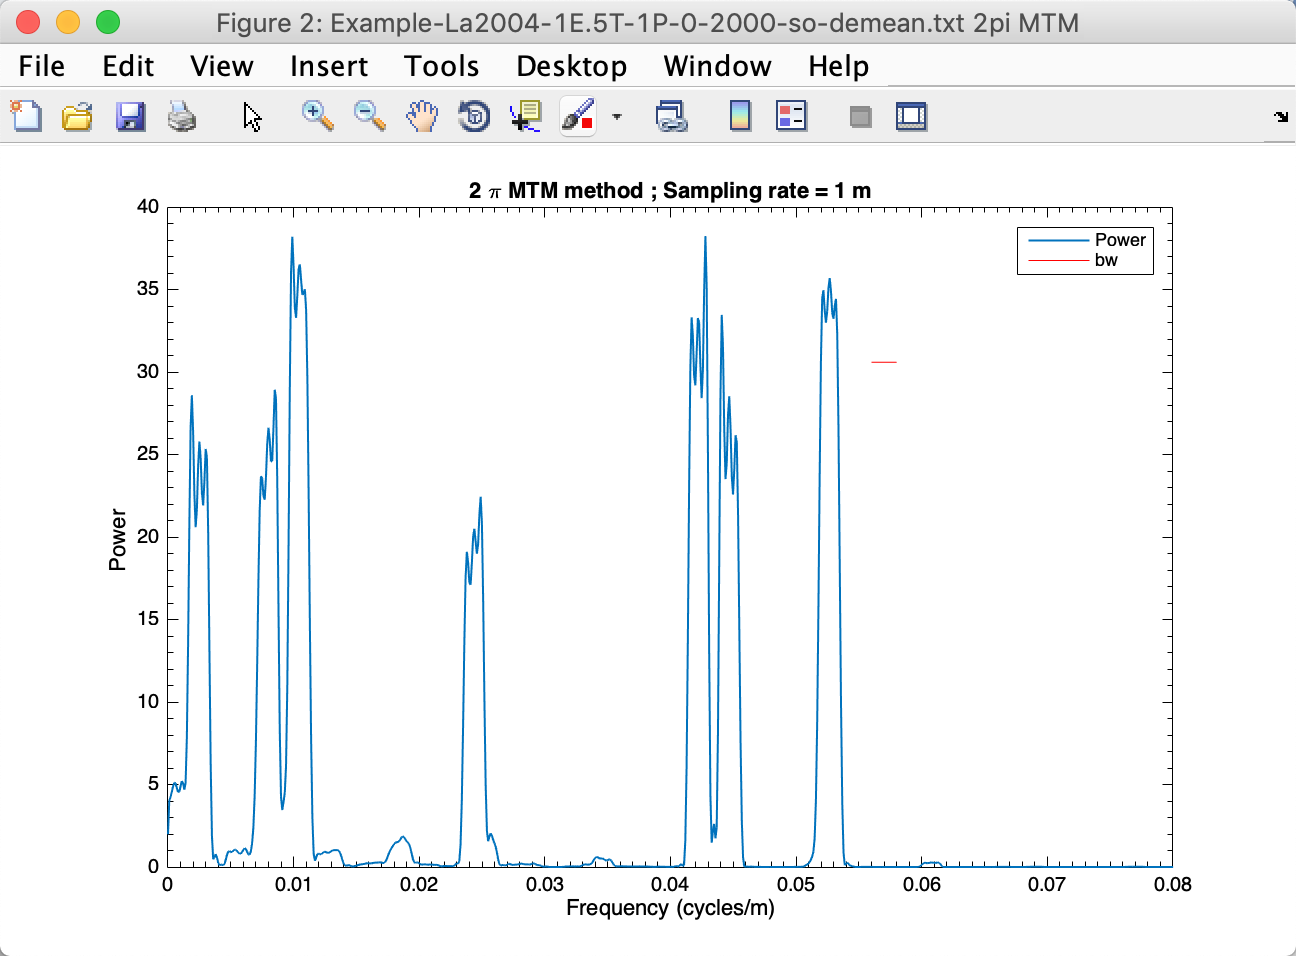 Figure 2: Example-La2004-1E.5T-1P-0-2000-so-demean.txt 2pi MTM
File Edit View Insert Tools Desktop Window Help
2 π MTM method ; Sampling rate = 1 m
40
35
30
25
20
15
10
5
0
Power
Power
bw
0 0.01 0.02 0.03 0.04 0.05 0.06 0.07 0.08
Frequency (cycles/m)